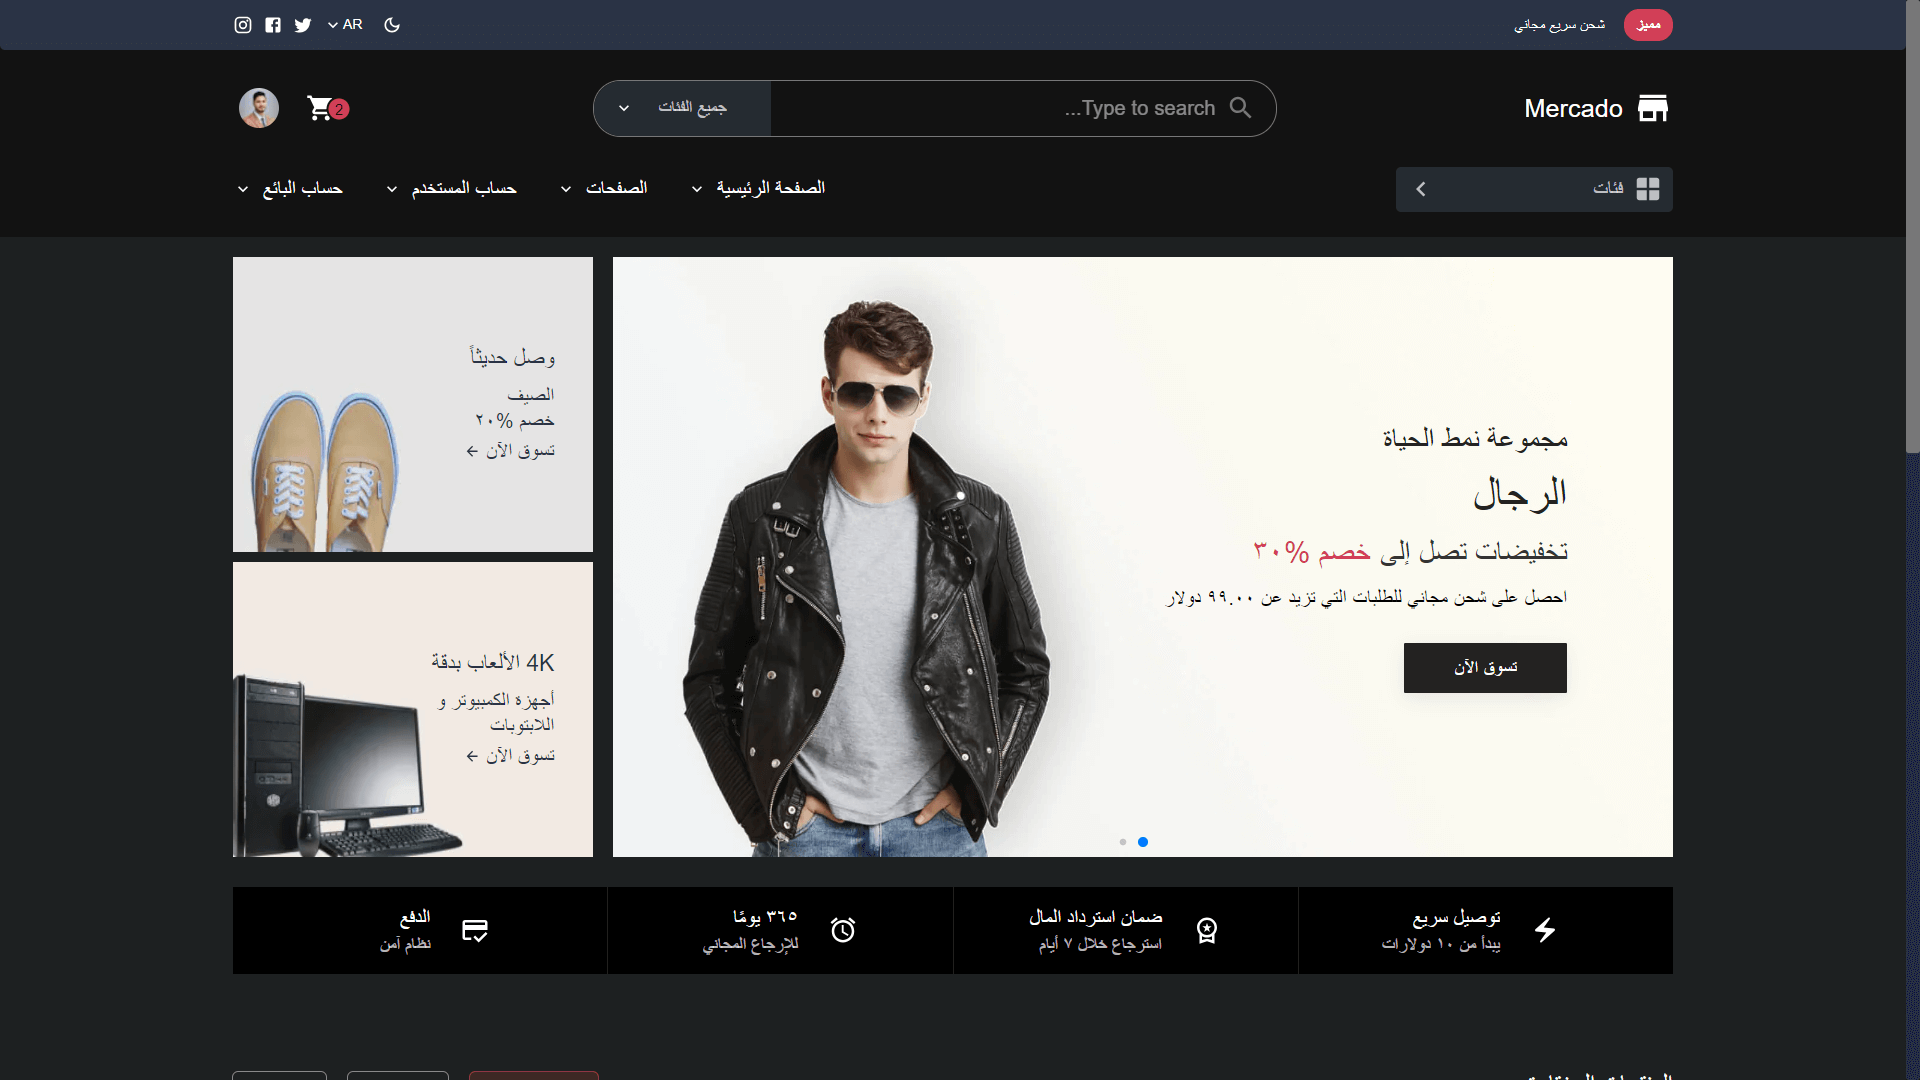 مميز
شحن سريع مجاني
AR
Mercado
Type to search...
جميع الفئات
2
فئات
الصفحة الرئيسية
الصفحات
حساب المستخدم
حساب البائع
مجموعة نمط الحياة
الرجال
تخفيضات تصل إلى خصم %٣٠
احصل على شحن مجاني للطلبات التي تزيد عن ٩٩.٠٠ دولار
تسوق الآن
وصل حديثاً
الصيف
خصم %٢٠
تسوق الآن
4K الألعاب بدقة
أجهزة الكمبيوتر و
اللابتوبات
تسوق الآن
توصيل سريع
يبدأ من ١٠ دولارات
ضمان استرداد المال
استرجاع خلال ٧ أيام
٣٦٥ يومًا
للإرجاع المجاني
الدفع
نظام آمن